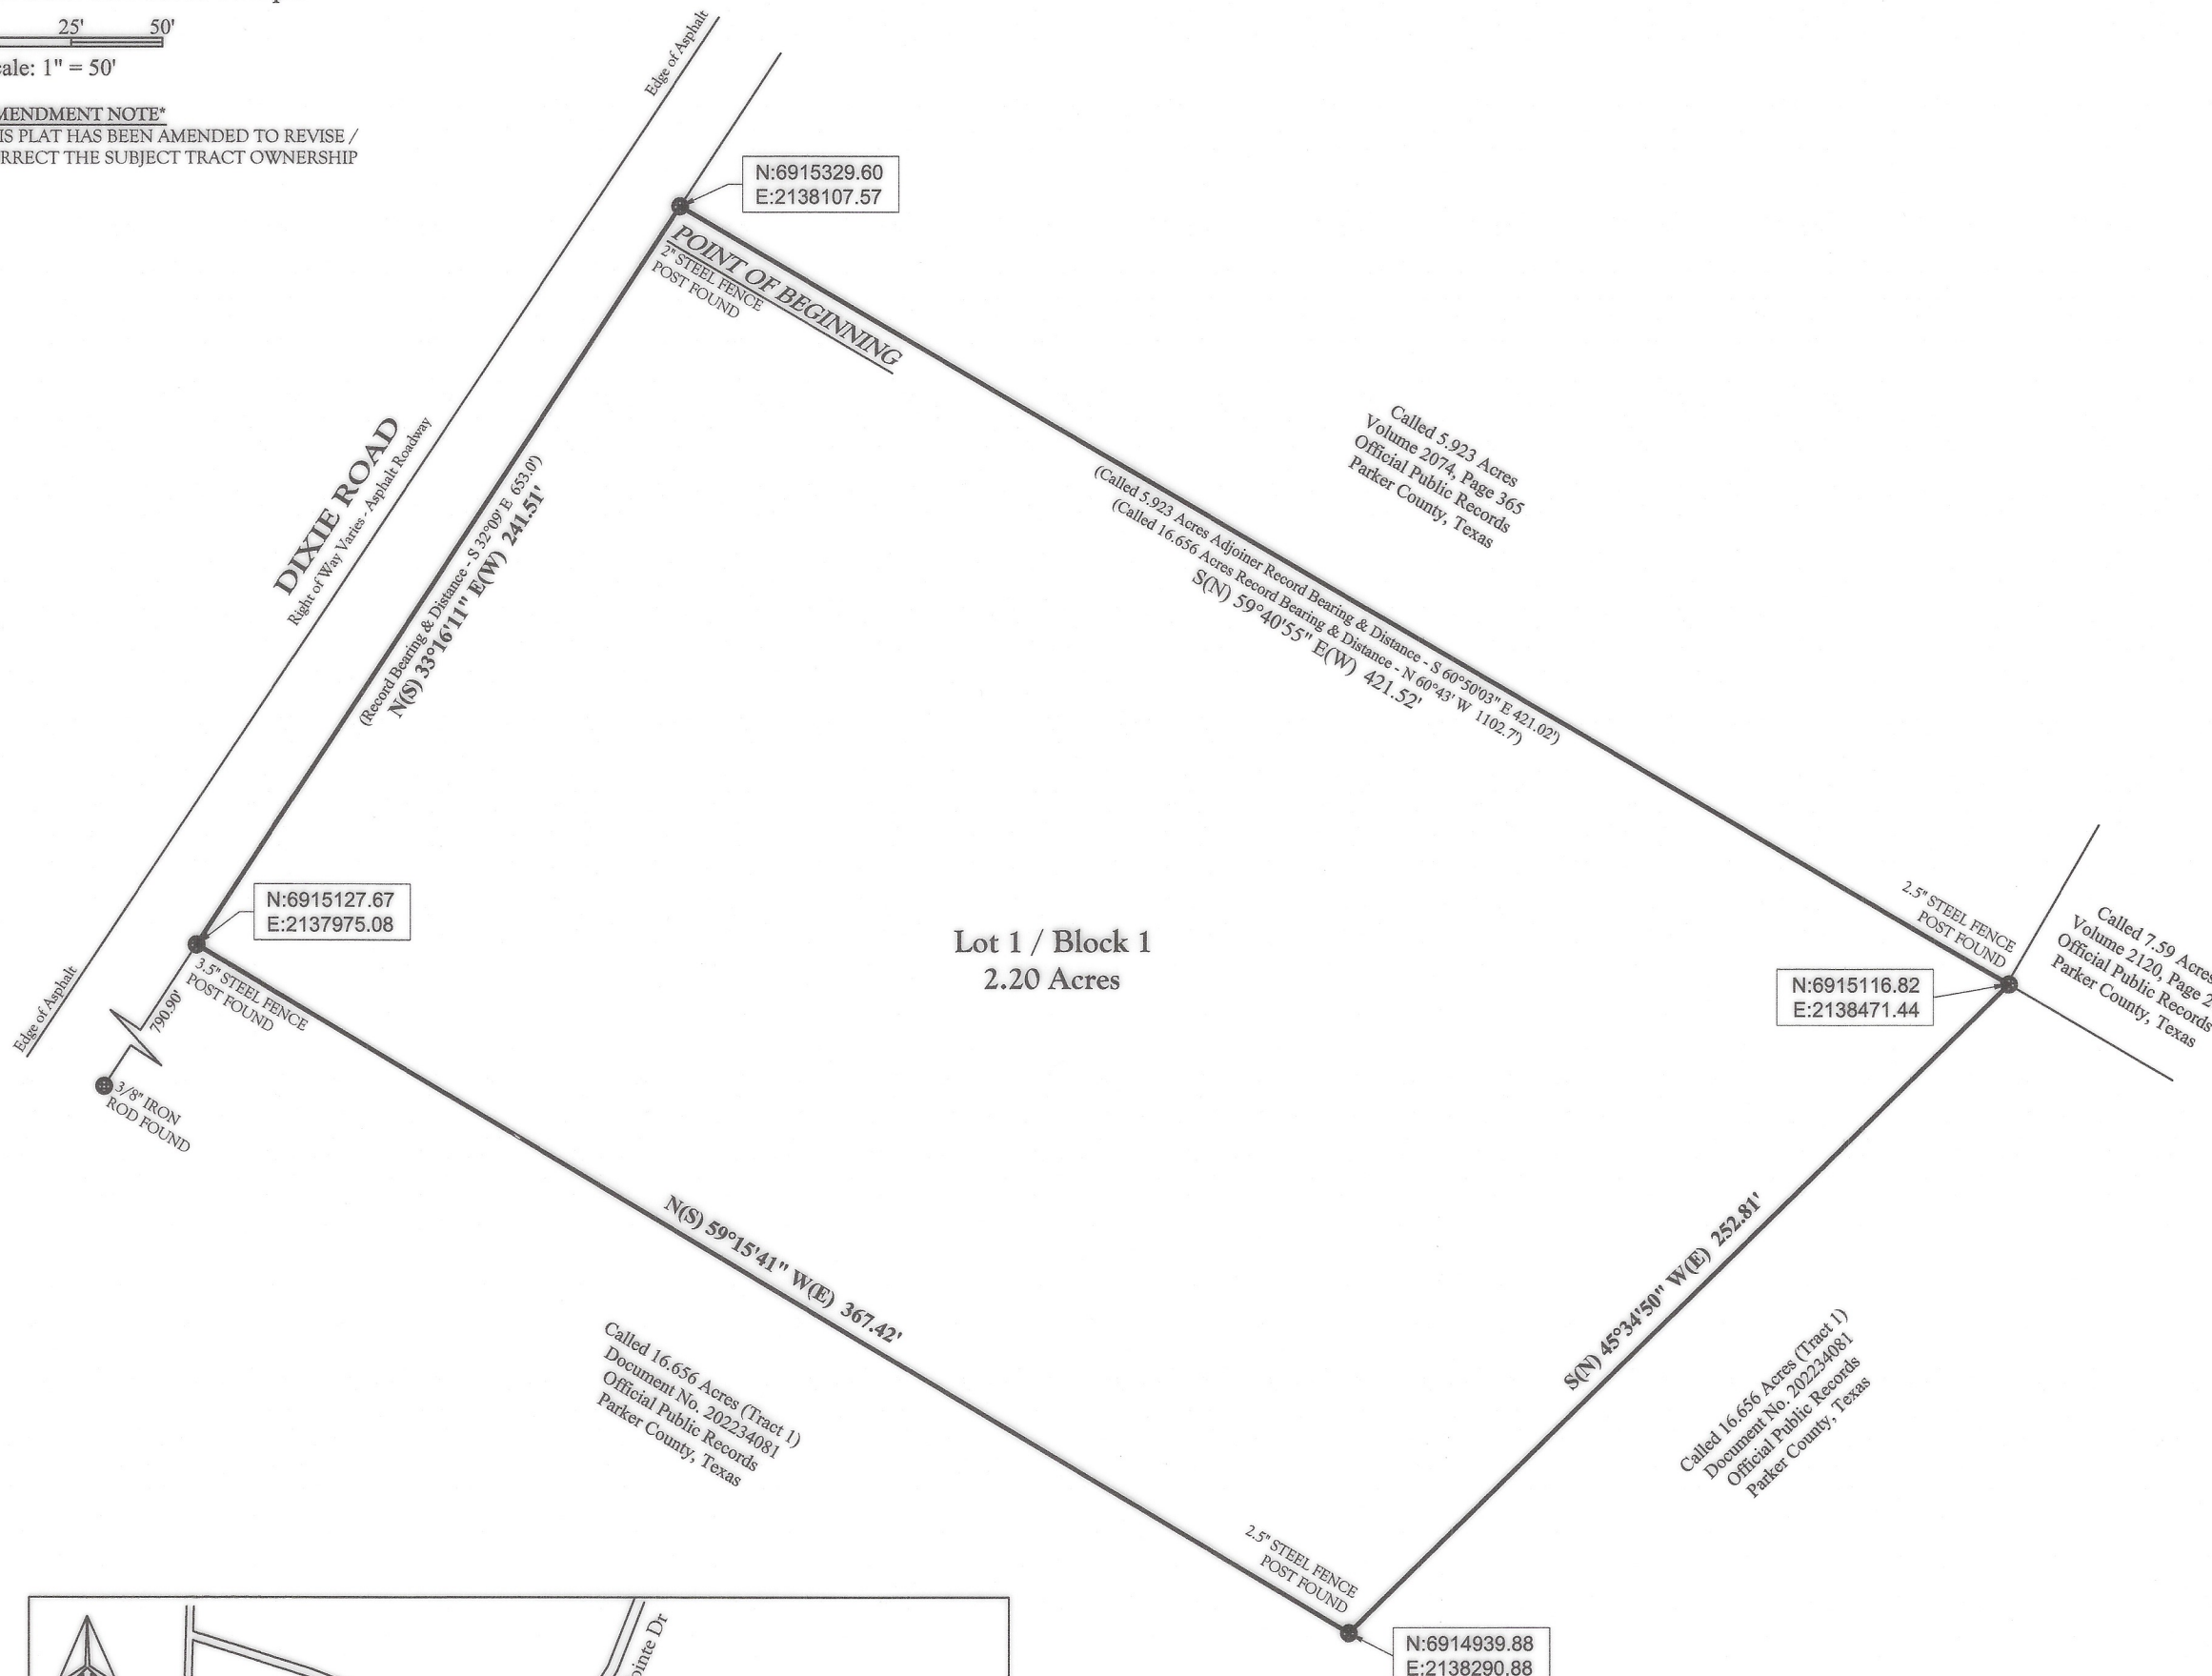 25' 50'
cale: 1" = 50'
MENDMENT NOTE*
IS PLAT HAS BEEN AMENDED TO REVISE /
RRECT THE SUBJECT TRACT OWNERSHIP
Edge of Asphalt
N:6915329.60
E:2138107.57
POINT OF BEGINNING
2" STEEL FENCE
POST FOUND
DIXIE ROAD
Right of Way Varies - Asphalt Roadway
(Record Bearing & Distance - S 32°09' E 653.0')
N(S) 33°16'11" E(W) 241.51'
Called 5.923 Acres
Volume 2074, Page 365
Official Public Records
Parker County, Texas
(Called 5.923 Acres Adjoiner Record Bearing & Distance - S 60°50'03" E 421.02')
(Called 16.656 Acres Record Bearing & Distance - N 60°43' W 1102.7')
S(N) 59°40'55" E(W) 421.52'
N:6915127.67
E:2137975.08
3.5" STEEL FENCE
POST FOUND
Edge of Asphalt
790.90'
3/8" IRON
ROD FOUND
Lot 1 / Block 1
2.20 Acres
2.5" STEEL FENCE
POST FOUND
N:6915116.82
E:2138471.44
Called 7.59 Acres
Volume 2120, Page 2
Official Public Records
Parker County, Texas
N(S) 59°15'41" W(E) 367.42'
S(N) 45°34'50" W(E) 252.81'
Called 16.656 Acres (Tract 1)
Document No. 202234081
Official Public Records
Parker County, Texas
Called 16.656 Acres (Tract 1)
Document No. 202234081
Official Public Records
Parker County, Texas
2.5" STEEL FENCE
POST FOUND
N:6914939.88
E:2138290.88
ointe Dr